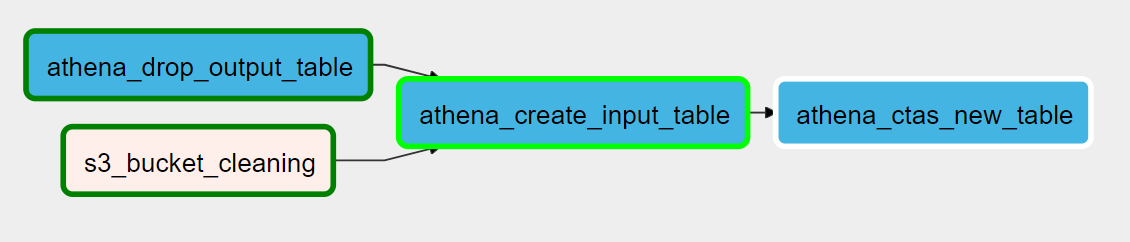 athena_drop_output_table
s3_bucket_cleaning
athena_create_input_table
athena_ctas_new_table